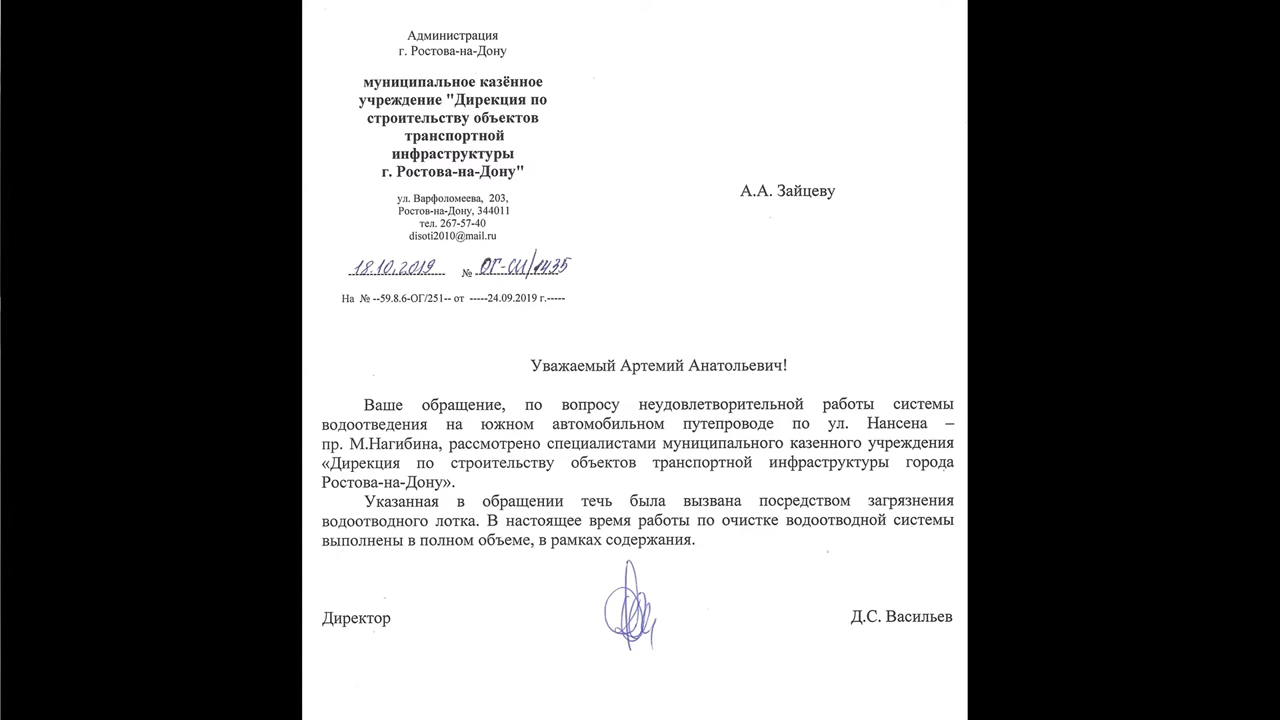 Администрация
г. Ростова-на-Дону
муниципальное казённое
учреждение "Дирекция по
строительству объектов
транспортной
инфраструктуры
г. Ростова-на-Дону"
ул. Варфоломеева, 203,
Ростов-на-Дону, 344011
тел. 267-57-40
disoti2010@mail.ru
А.А. Зайцеву
18.10.2019 № ОГ-СИ/1435
На № --59.8.6-ОГ/251-- от -----24.09.2019 г.-----
Уважаемый Артемий Анатольевич!
Ваше обращение, по вопросу неудовлетворительной работы системы
водоотведения на южном автомобильном путепроводе по ул. Нансена –
пр. М.Нагибина, рассмотрено специалистами муниципального казенного учреждения
«Дирекция по строительству объектов транспортной инфраструктуры города
Ростова-на-Дону».
Указанная в обращении течь была вызвана посредством загрязнения
водоотводного лотка. В настоящее время работы по очистке водоотводной системы
выполнены в полном объеме, в рамках содержания.
Директор
Д.С. Васильев